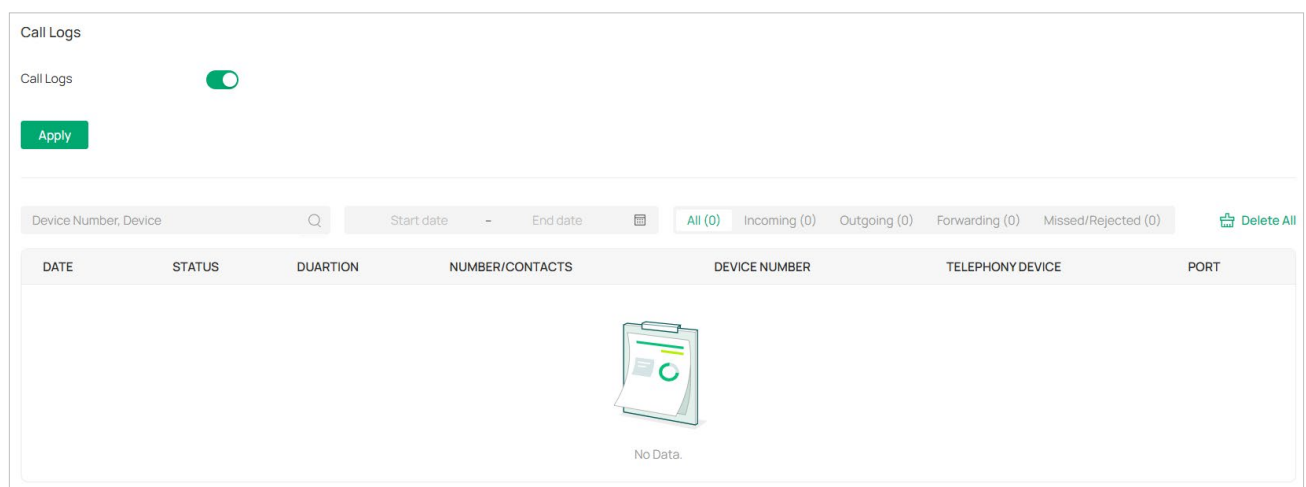 Call Logs
Call Logs
Apply
Device Number, Device Start date – End date All (0) Incoming (0) Outgoing (0) Forwarding (0) Missed/Rejected (0) Delete All
DATE STATUS DUARTION NUMBER/CONTACTS DEVICE NUMBER TELEPHONY DEVICE PORT
No Data.